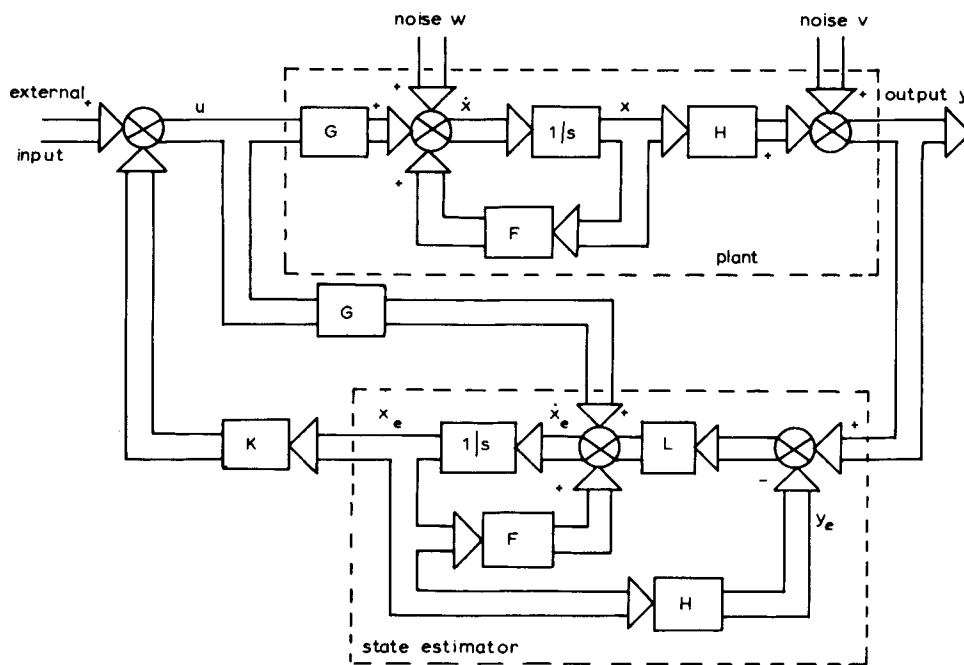 noise w
noise v
external
+
input
u
G
+
+
ẋ
+
1/s
x
H
+
+
output y
F
plant
G
K
x_e
1/s
ẋ_e
+
+
L
+
-
y_e
F
H
state estimator